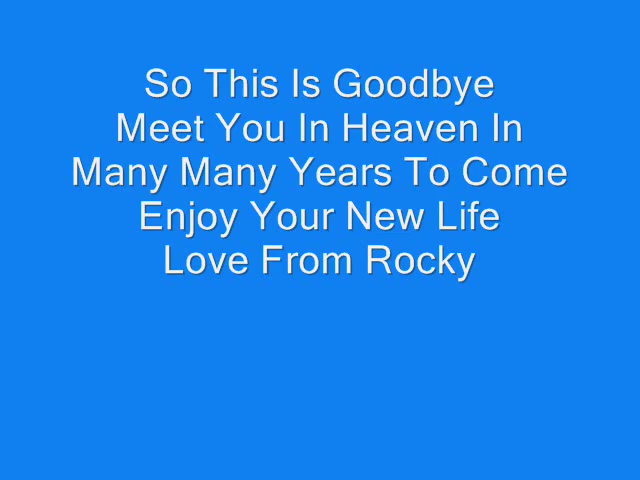 So This Is Goodbye
Meet You In Heaven In
Many Many Years To Come
Enjoy Your New Life
Love From Rocky